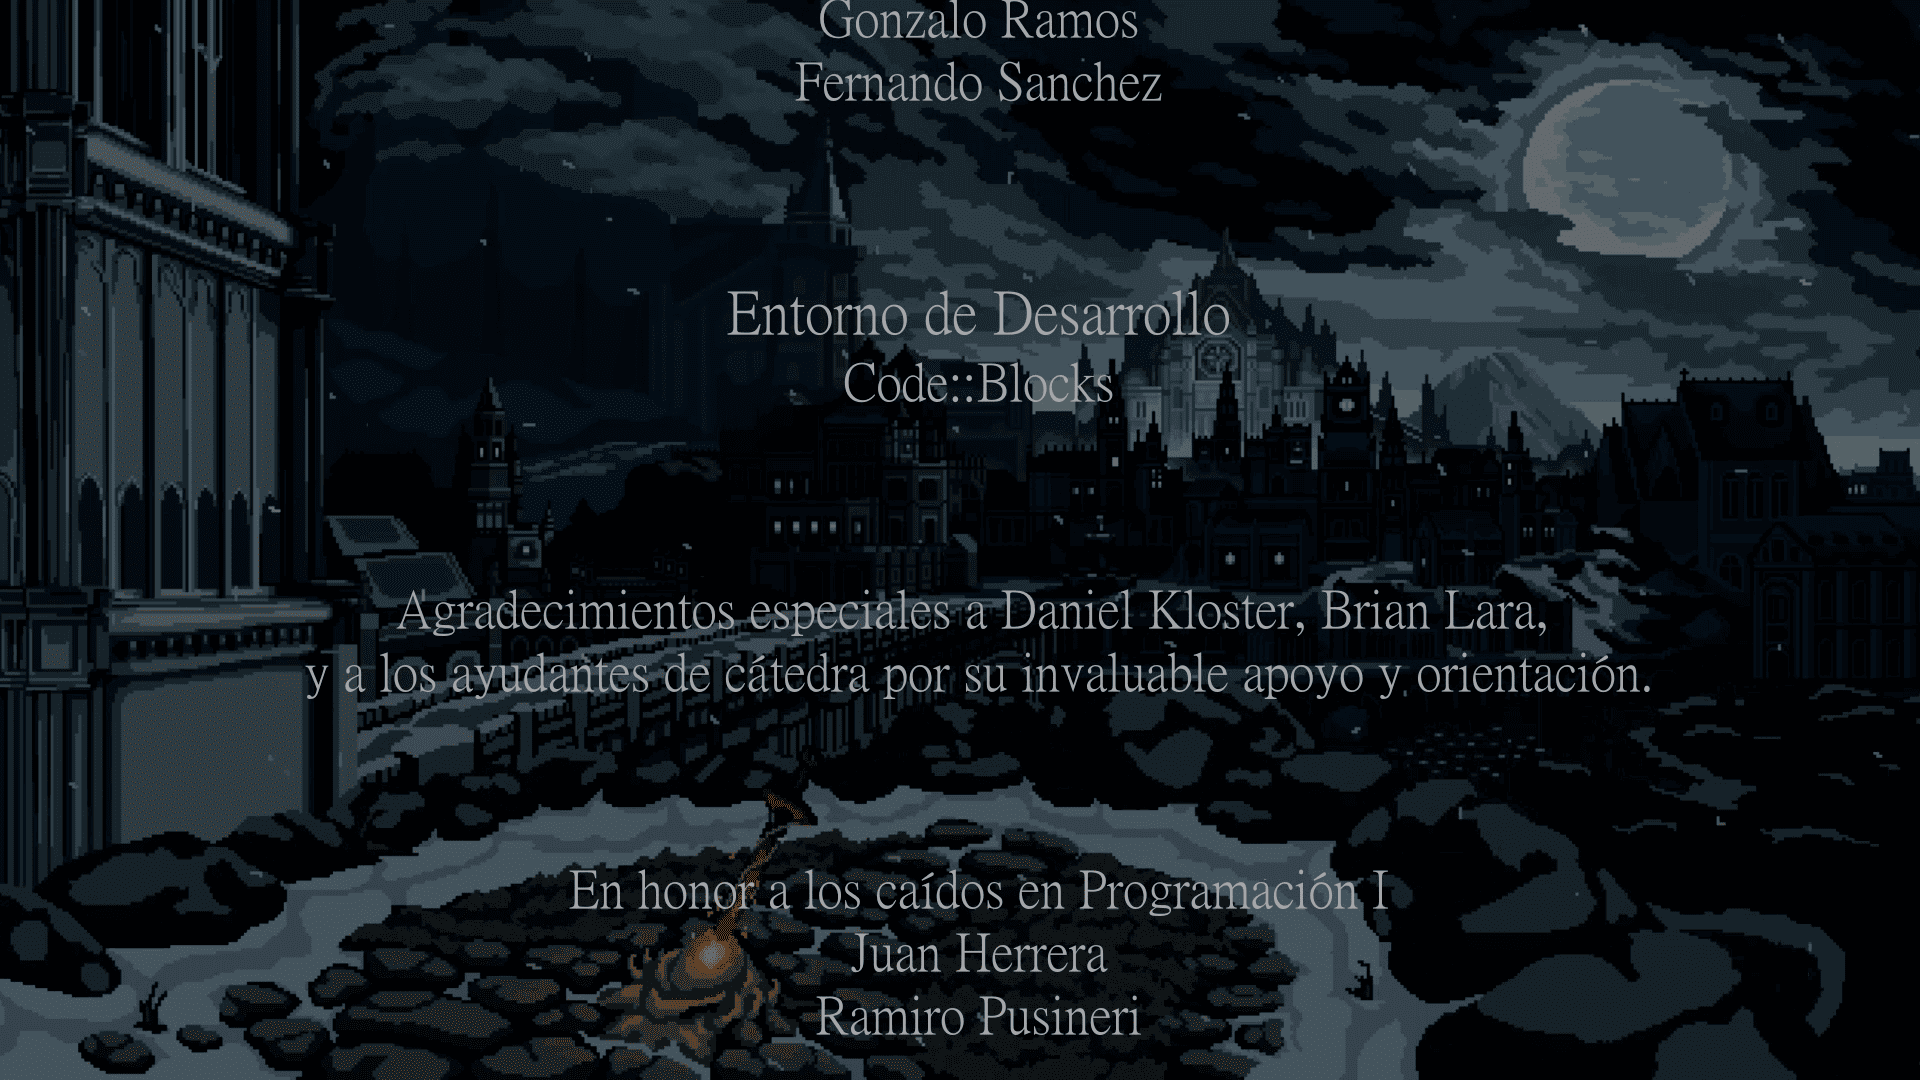 Gonzalo Ramos
Fernando Sanchez
Entorno de Desarrollo
Code::Blocks
Agradecimientos especiales a Daniel Kloster, Brian Lara,
y a los ayudantes de cátedra por su invaluable apoyo y orientación.
En honor a los caídos en Programación I
Juan Herrera
Ramiro Pusineri